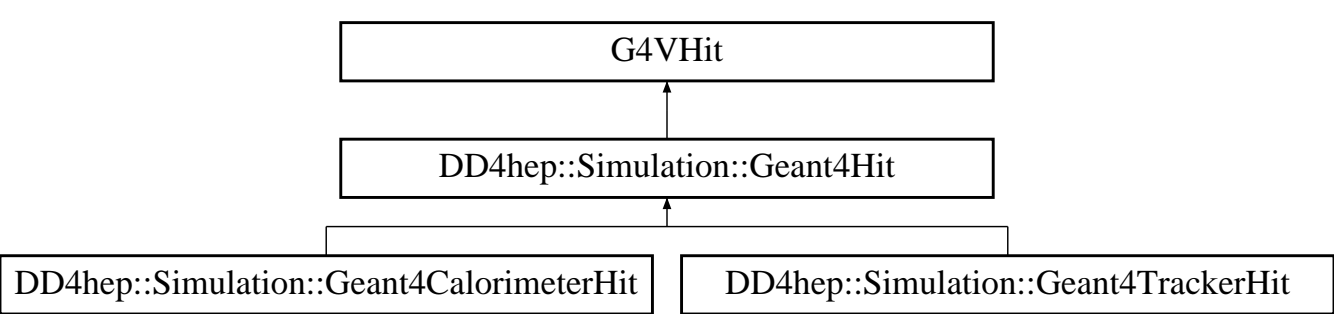 G4VHit
DD4hep::Simulation::Geant4Hit
DD4hep::Simulation::Geant4CalorimeterHit
DD4hep::Simulation::Geant4TrackerHit